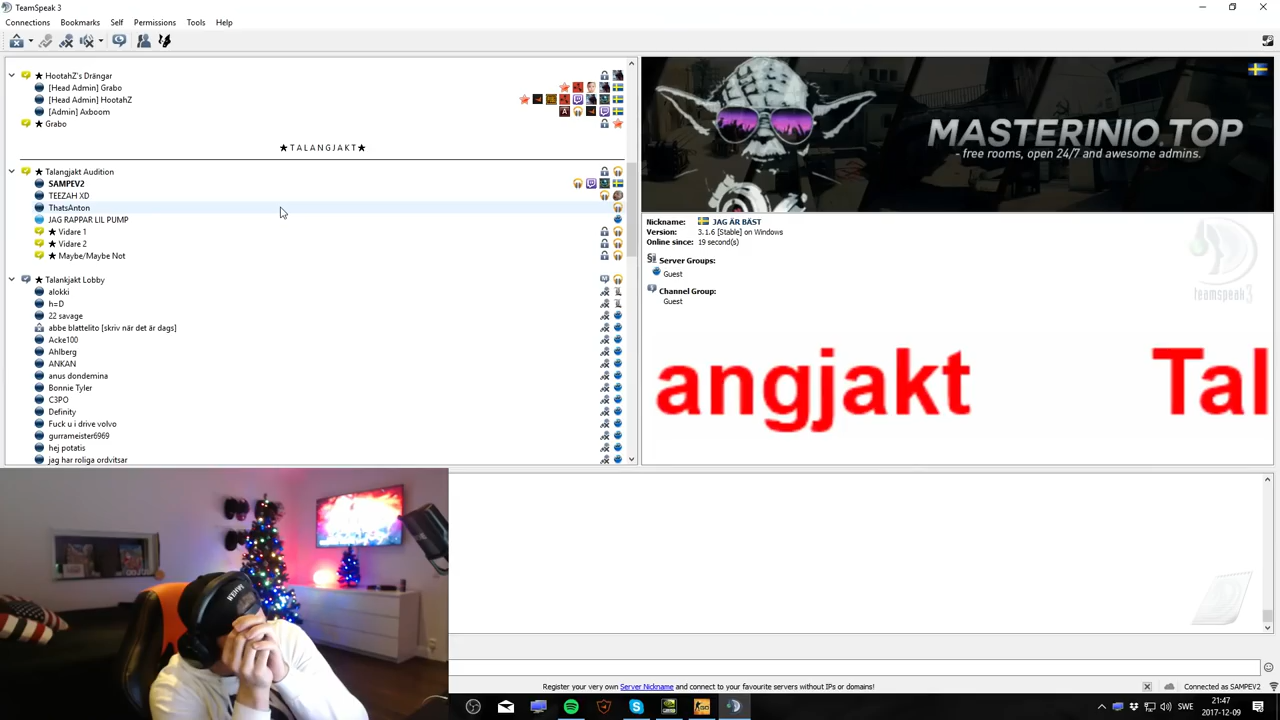 TeamSpeak 3
Connections Bookmarks Self Permissions Tools Help
★ HootahZ's Drängar
[Head Admin] Grabo
[Head Admin] HootahZ
[Admin] Axboom
★ Grabo
★TALANGJAKT★
Talangjakt Audition
SAMPEV2
TEEZAH XD
ThatsAnton
JAG RAPPAR LIL PUMP
★ Vidare 1
★ Vidare 2
★ Maybe/Maybe Not
★ Talankjakt Lobby
alokki
h=D
22 savage
abbe blattelito [skriv när det är dags]
Acke100
Ahlberg
ANKAN
anus dondemina
Bonnie Tyler
C3PO
Definity
Fuck u i drive volvo
gurrameister6969
hej potatis
jag har roliga ordvitsar
MASTERINIO.TOP
- free rooms, open 24/7 and awesome admins.
Nickname: JAG ÄR BÄST
Version: 3.1.6 [Stable] on Windows
Online since: 19 second(s)
Server Groups:
Guest
Channel Group:
Guest
teamspeak3
angjakt Tal
Register your very own Server Nickname and connect to your favourite servers without IPs or domains!
Connected as SAMPEV2
SWE
21:47
2017-12-09